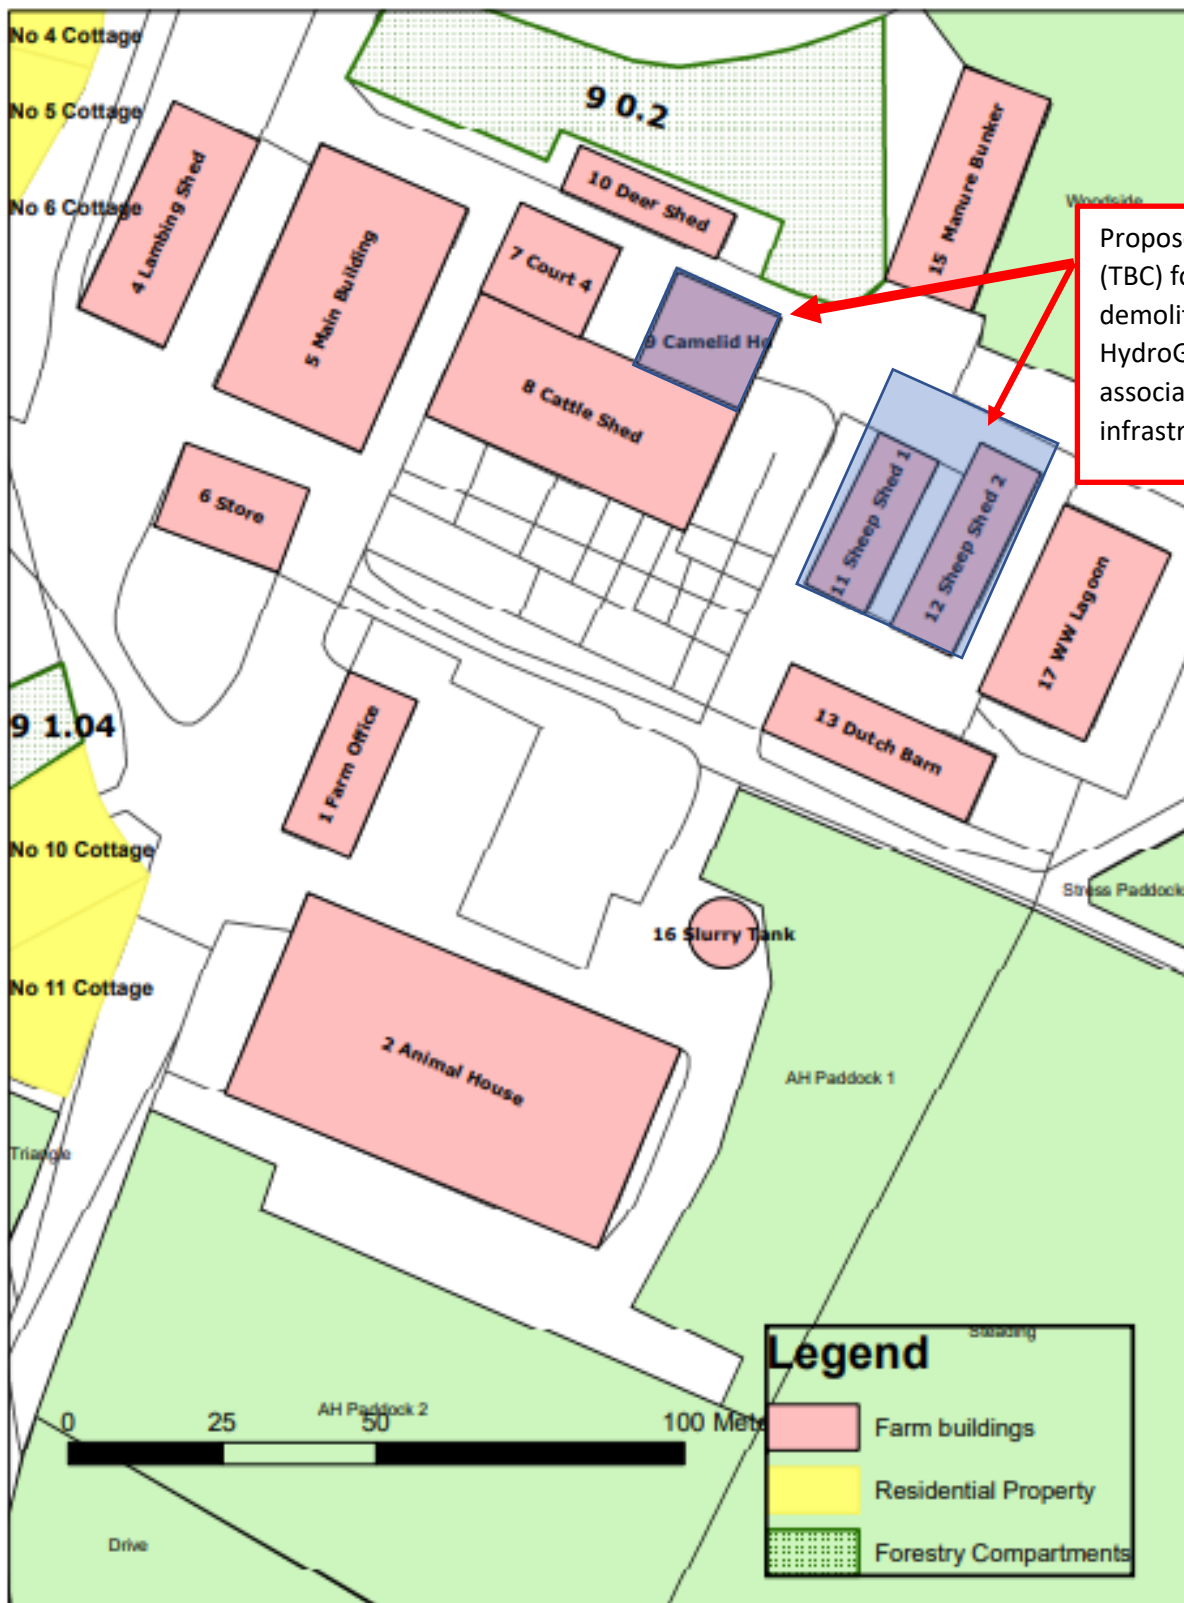 No 4 Cottage
No 5 Cottage
No 6 Cottage
9 0.2
4 Lambing Shed
5 Main Building
10 Deer Shed
7 Court 4
15 Manure Bunker
Woodside
Propos
(TBC) fo
demolit
HydroG
associa
infrastr
9 Camelid Ho
8 Cattle Shed
6 Store
11 Sheep Shed 1
12 Sheep Shed 2
17 WW Lagoon
13 Dutch Barn
9 1.04
1 Farm Office
No 10 Cottage
Stress Paddock
16 Slurry Tank
No 11 Cottage
2 Animal House
AH Paddock 1
Triangle
Steading
Legend
Farm buildings
Residential Property
Forestry Compartments
AH Paddock 2
0 25 50 100 Mete
Drive